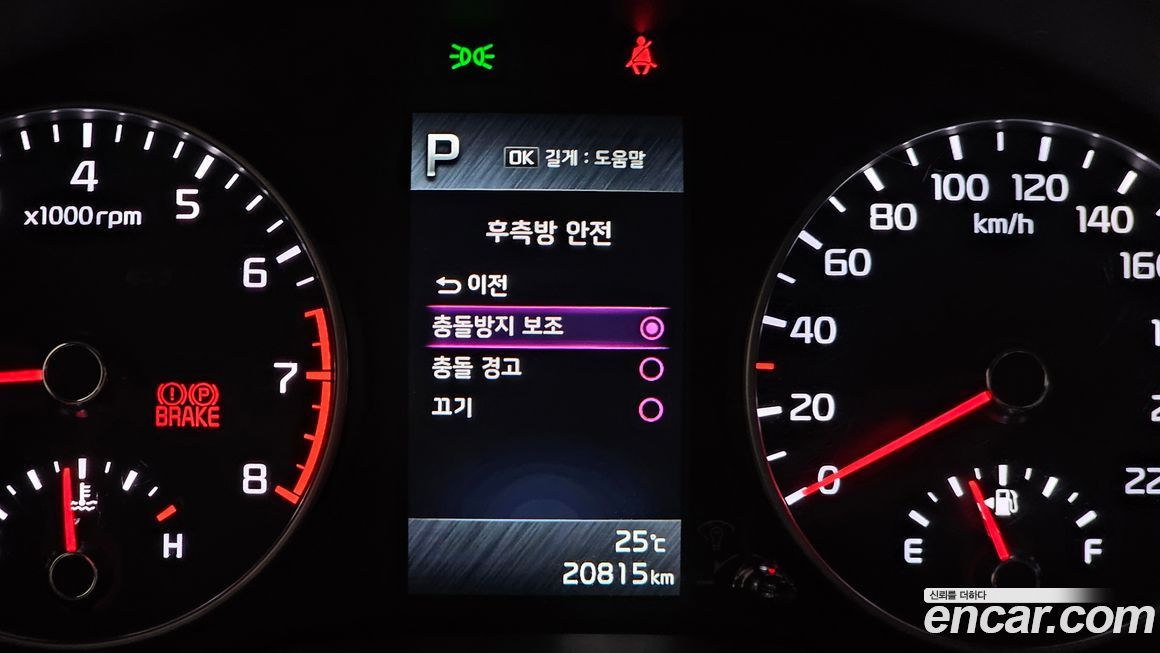 4
x1000rpm
5
6
7
8
BRAKE
H
P
OK 길게 : 도움말
후측방 안전
이전
충돌방지 보조
충돌 경고
끄기
25℃
20815km
100
120
km/h
80
140
60
160
40
20
0
E
F
신뢰를 더하다
encar.com